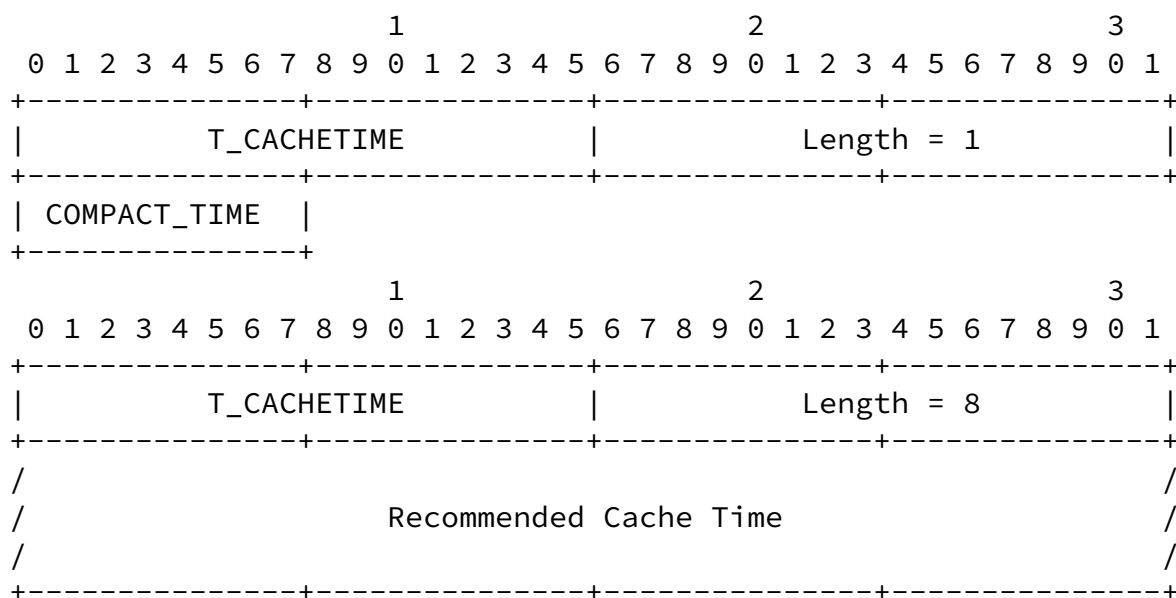 1                   2                   3
 0 1 2 3 4 5 6 7 8 9 0 1 2 3 4 5 6 7 8 9 0 1 2 3 4 5 6 7 8 9 0 1
+---------------+---------------+---------------+---------------+
|          T_CACHETIME          |           Length = 1          |
+---------------+---------------+---------------+---------------+
| COMPACT_TIME  |
+---------------+
                     1                   2                   3
 0 1 2 3 4 5 6 7 8 9 0 1 2 3 4 5 6 7 8 9 0 1 2 3 4 5 6 7 8 9 0 1
+---------------+---------------+---------------+---------------+
|          T_CACHETIME          |           Length = 8          |
+---------------+---------------+---------------+---------------+
/                                                               /
/                    Recommended Cache Time                     /
/                                                               /
+---------------+---------------+---------------+---------------+